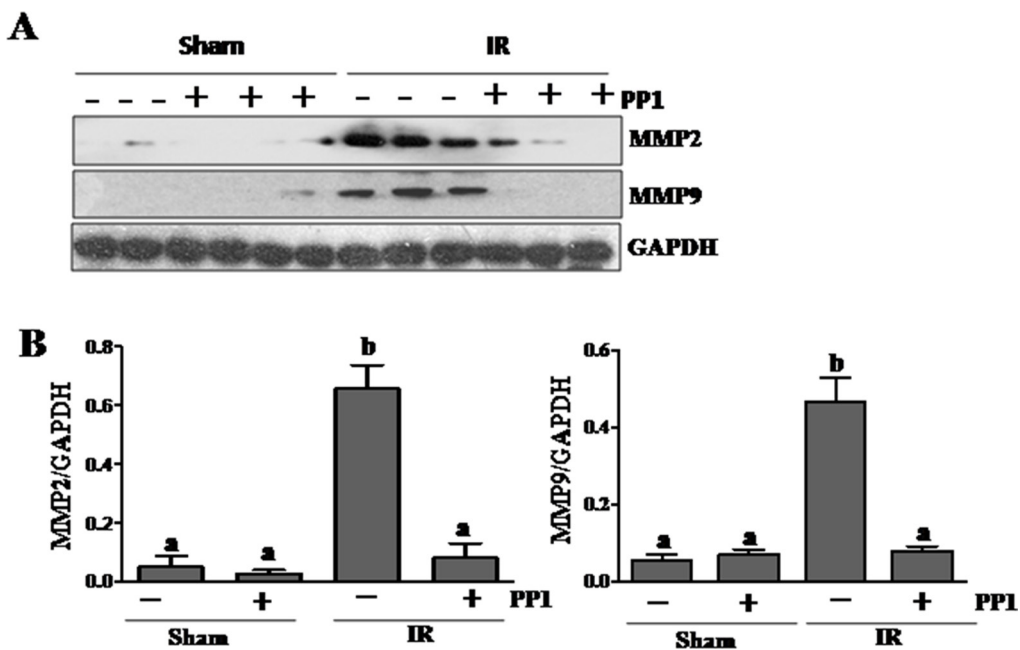 A
Sham IR
- - - + + + - - - + + + PP1
MMP2
MMP9
GAPDH
B
MMP2/GAPDH
0.8
0.6
0.4
0.2
0.0
a a b a
− + − + PP1
Sham IR
MMP9/GAPDH
0.6
0.4
0.2
0.0
a a b a
− + − + PP1
Sham IR